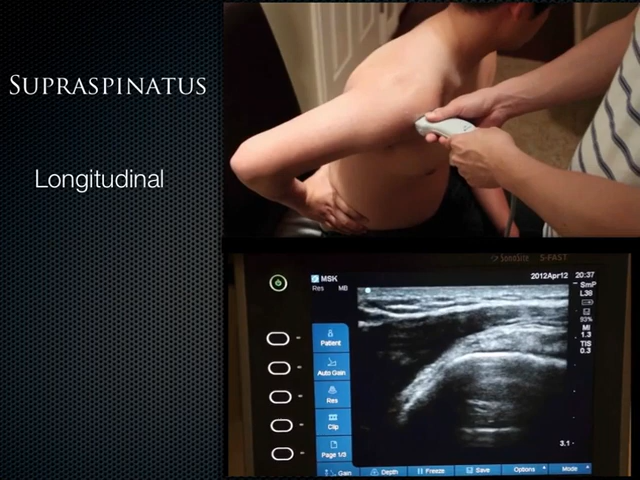 SUPRASPINATUS
Longitudinal
SonoSite S-FAST
MSK
Res MB
2012Apr12 20:37
SmP
L38
93%
MI
1.3
TIS
0.3
Patient
Auto Gain
Res
Clip
Page 1/3
3.1
Gain Depth Freeze Save Options Mode